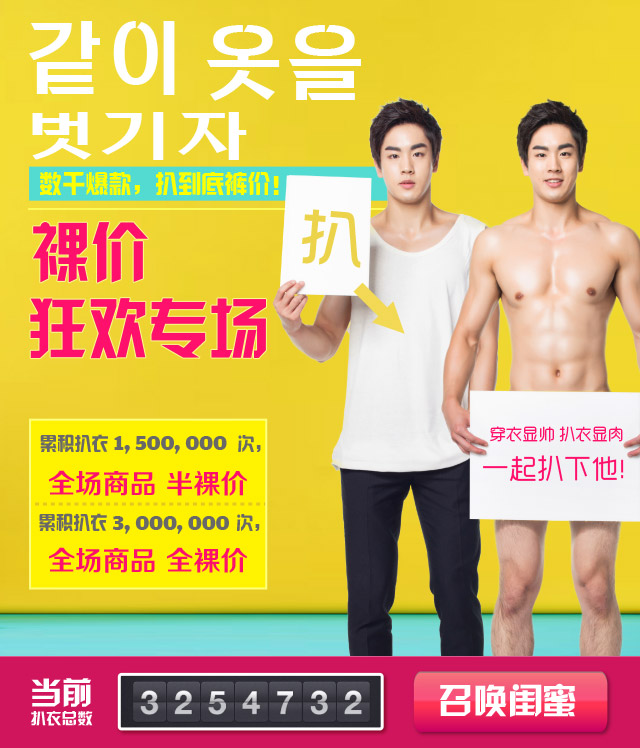 같이 옷을
벗기자
数千爆款，扒到底裤价！
裸价
狂欢专场
扒
累积扒衣 1,500,000 次，
全场商品 半裸价
累积扒衣 3,000,000 次，
全场商品 全裸价
穿衣显帅 扒衣显肉
一起扒下他！
当前
扒衣总数
3254732
召唤闺蜜